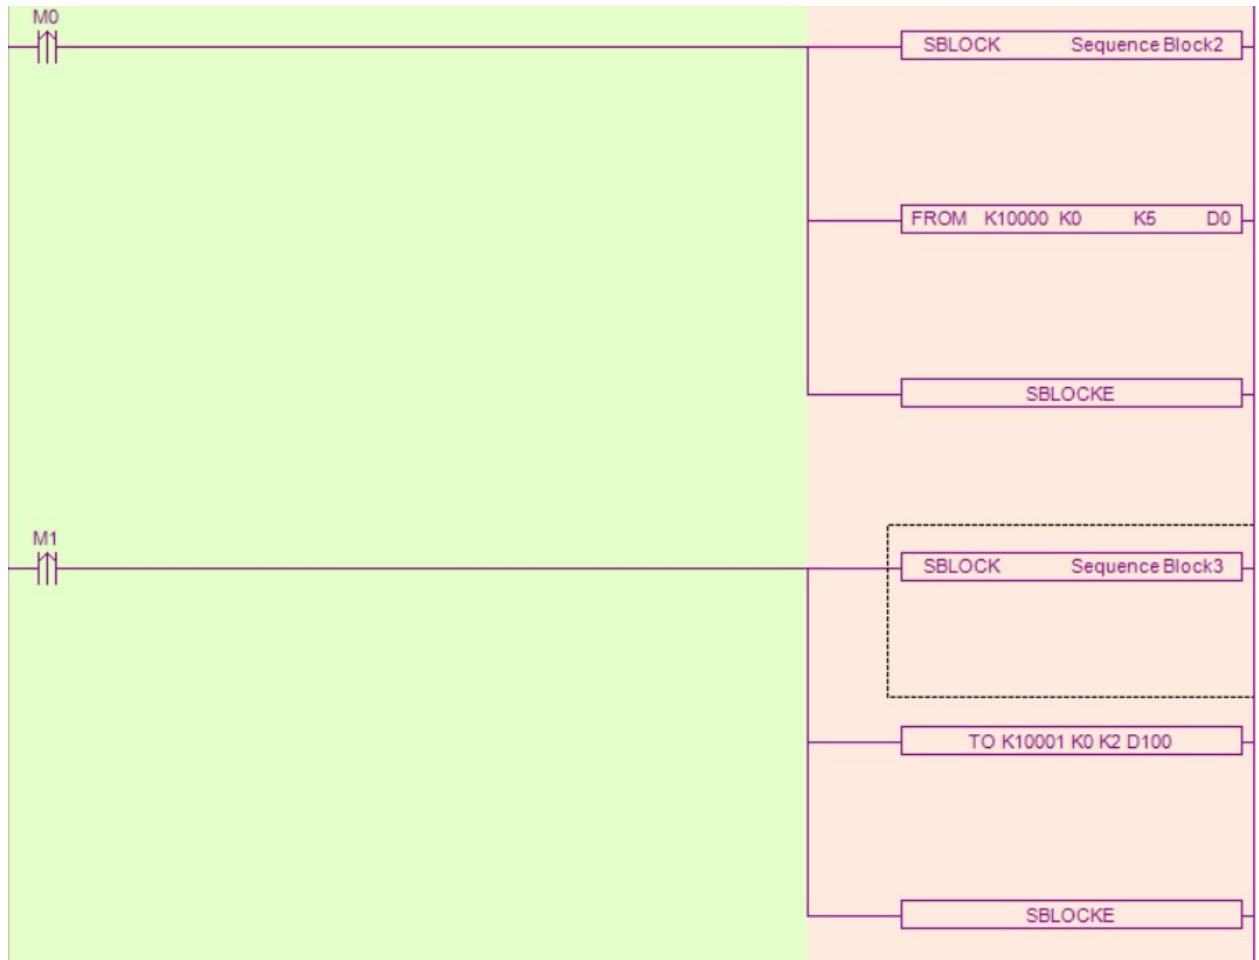 M0
SBLOCK Sequence Block2
FROM K10000 K0 K5 D0
SBLOCKE
M1
SBLOCK Sequence Block3
TO K10001 K0 K2 D100
SBLOCKE